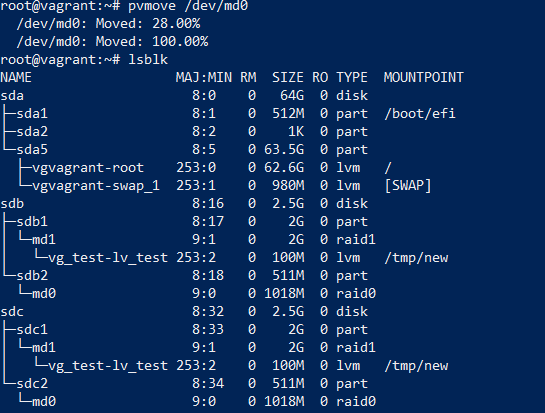 root@vagrant:~# pvmove /dev/md0
  /dev/md0: Moved: 28.00%
  /dev/md0: Moved: 100.00%
root@vagrant:~# lsblk
NAME                 MAJ:MIN RM  SIZE RO TYPE  MOUNTPOINT
sda                    8:0    0   64G  0 disk
├─sda1                 8:1    0  512M  0 part  /boot/efi
├─sda2                 8:2    0    1K  0 part
└─sda5                 8:5    0 63.5G  0 part
  ├─vgvagrant-root   253:0    0 62.6G  0 lvm   /
  └─vgvagrant-swap_1 253:1    0  980M  0 lvm   [SWAP]
sdb                    8:16   0  2.5G  0 disk
├─sdb1                 8:17   0    2G  0 part
│ └─md1                9:1    0    2G  0 raid1
│   └─vg_test-lv_test 253:2   0  100M  0 lvm   /tmp/new
└─sdb2                 8:18   0  511M  0 part
  └─md0                9:0    0 1018M  0 raid0
sdc                    8:32   0  2.5G  0 disk
├─sdc1                 8:33   0    2G  0 part
│ └─md1                9:1    0    2G  0 raid1
│   └─vg_test-lv_test 253:2   0  100M  0 lvm   /tmp/new
└─sdc2                 8:34   0  511M  0 part
  └─md0                9:0    0 1018M  0 raid0